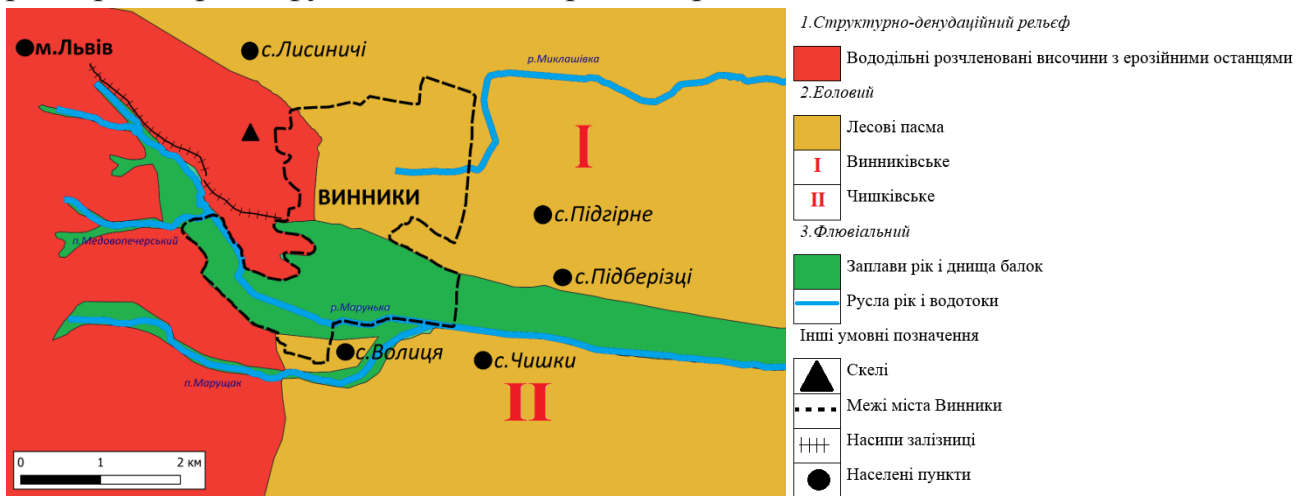 м.Львів
с.Лисиничі
р.Миклашівка
I
ВИННИКИ
с.Підгірне
п.Медовопечерський
с.Підберізці
р.Марунька
с.Волиця
с.Чишки
п.Марущак
II
0 1 2 км
1.Структурно-денудаційний рельєф
Вододільні розчленовані височини з ерозійними останцями
2.Еоловий
Лесові пасма
I Винниківське
II Чишківське
3.Флювіальний
Заплави рік і днища балок
Русла рік і водотоки
Інші умовні позначення
Скелі
Межі міста Винники
Насипи залізниці
Населені пункти